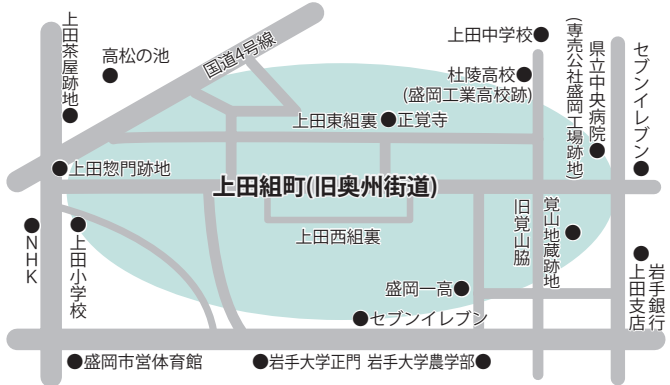 上田茶屋跡地
高松の池
国道4号線
上田中学校
杜陵高校
(盛岡工業高校跡)
(専売公社盛岡工場跡地)
県立中央病院
セブンイレブン
上田東組裏
正覚寺
上田惣門跡地
上田組町(旧奥州街道)
上田西組裏
旧覚山脇
覚山地蔵跡地
NHK
上田小学校
盛岡一高
セブンイレブン
岩手銀行
上田支店
盛岡市営体育館
岩手大学正門
岩手大学農学部